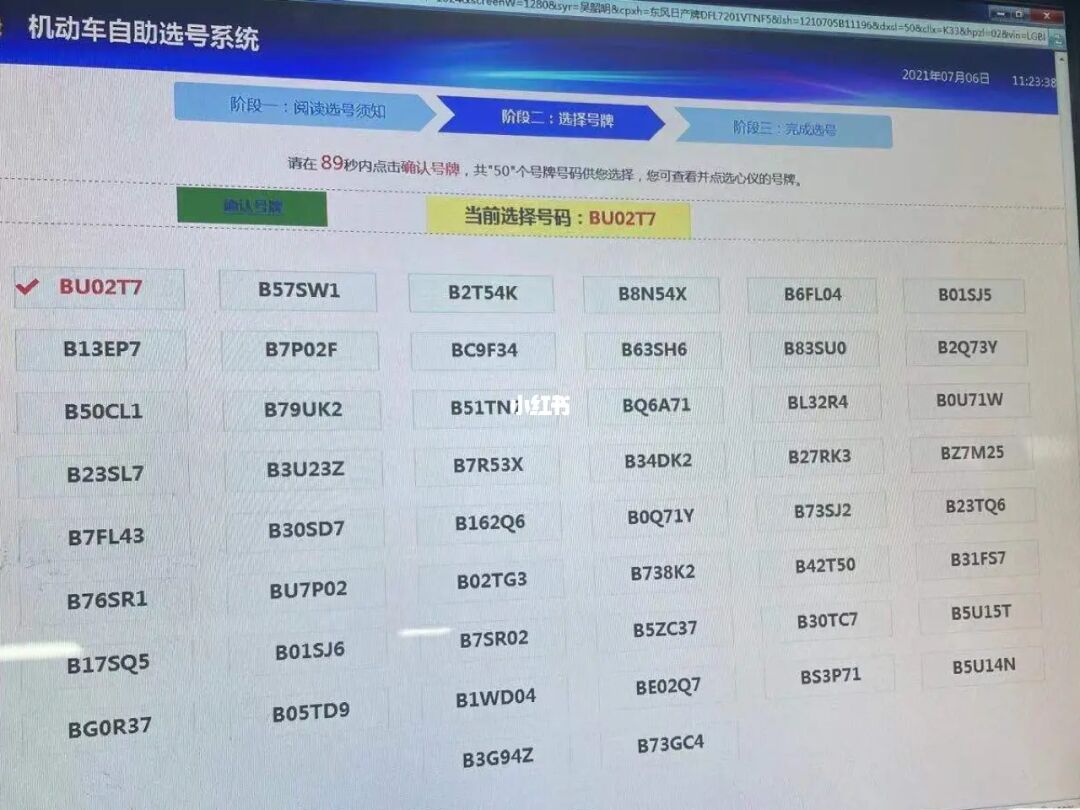 screenW=1280&syr=吴韶明&cpxh=东风日产牌DFL7201VTNF5&lsh=1210705B11196&dxsl=50&cllx=K33&hpzl=02&vin=LGBI
机动车自助选号系统
2021年07月06日 11:23:38
阶段一：阅读选号须知 阶段二：选择号牌 阶段三：完成选号
请在 89秒内点击确认号牌，共"50"个号牌号码供您选择，您可查看并点选心仪的号牌。
确认号牌 当前选择号码：BU02T7
BU02T7 B57SW1 B2T54K B8N54X B6FL04 B01SJ5
B13EP7 B7P02F BC9F34 B63SH6 B83SU0 B2Q73Y
B50CL1 B79UK2 B51TN BQ6A71 BL32R4 B0U71W
小红书
B23SL7 B3U23Z B7R53X B34DK2 B27RK3 BZ7M25
B7FL43 B30SD7 B162Q6 B0Q71Y B73SJ2 B23TQ6
B76SR1 BU7P02 B02TG3 B738K2 B42T50 B31FS7
B17SQ5 B01SJ6 B7SR02 B5ZC37 B30TC7 B5U15T
BG0R37 B05TD9 B1WD04 BE02Q7 BS3P71 B5U14N
B3G94Z B73GC4